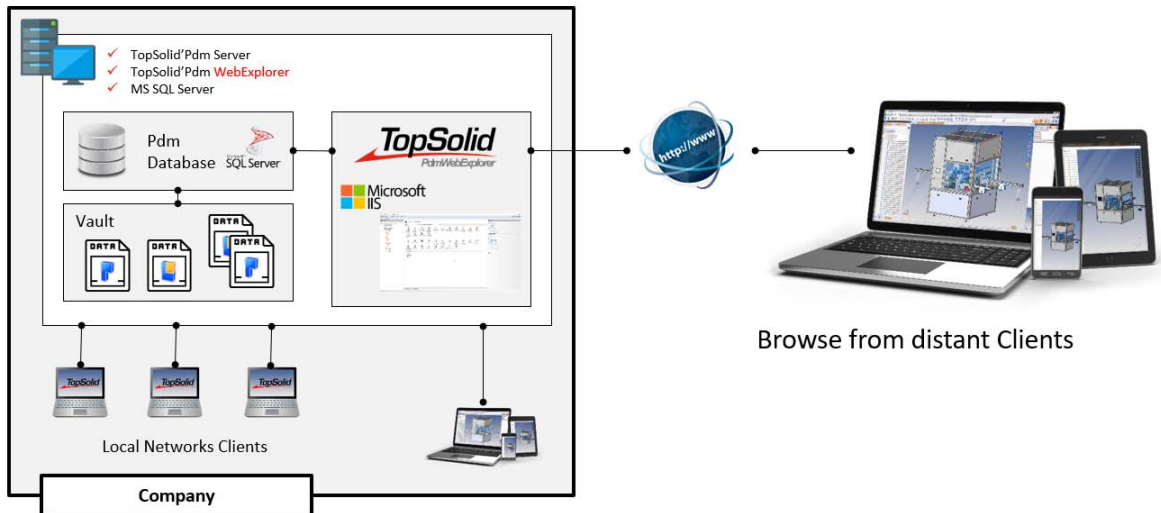 TopSolid'Pdm Server
TopSolid'Pdm WebExplorer
MS SQL Server
Pdm
Database
Microsoft
SQL Server
TopSolid
PdmWebExplorer
Microsoft
IIS
Vault
DATA
DATA
DATA
DATA
http://www
Browse from distant Clients
TopSolid
TopSolid
TopSolid
Local Networks Clients
Company